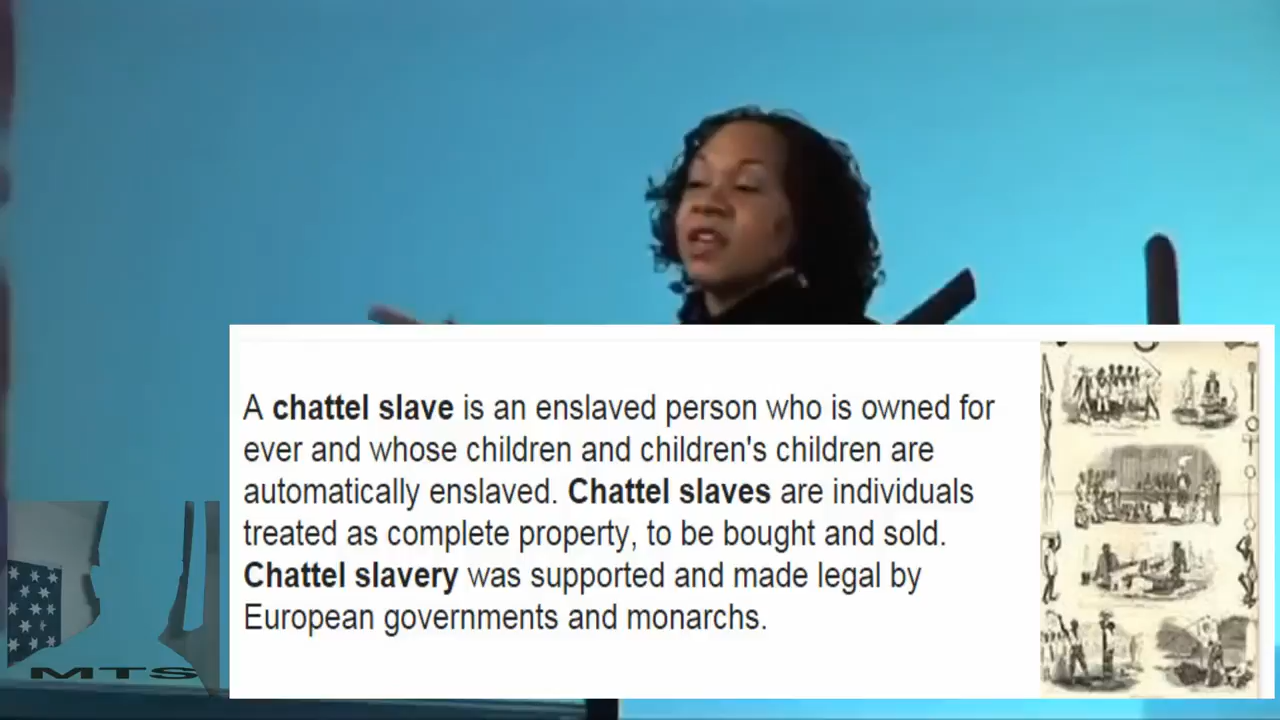 A chattel slave is an enslaved person who is owned for
ever and whose children and children's children are
automatically enslaved. Chattel slaves are individuals
treated as complete property, to be bought and sold.
Chattel slavery was supported and made legal by
European governments and monarchs.
MTS